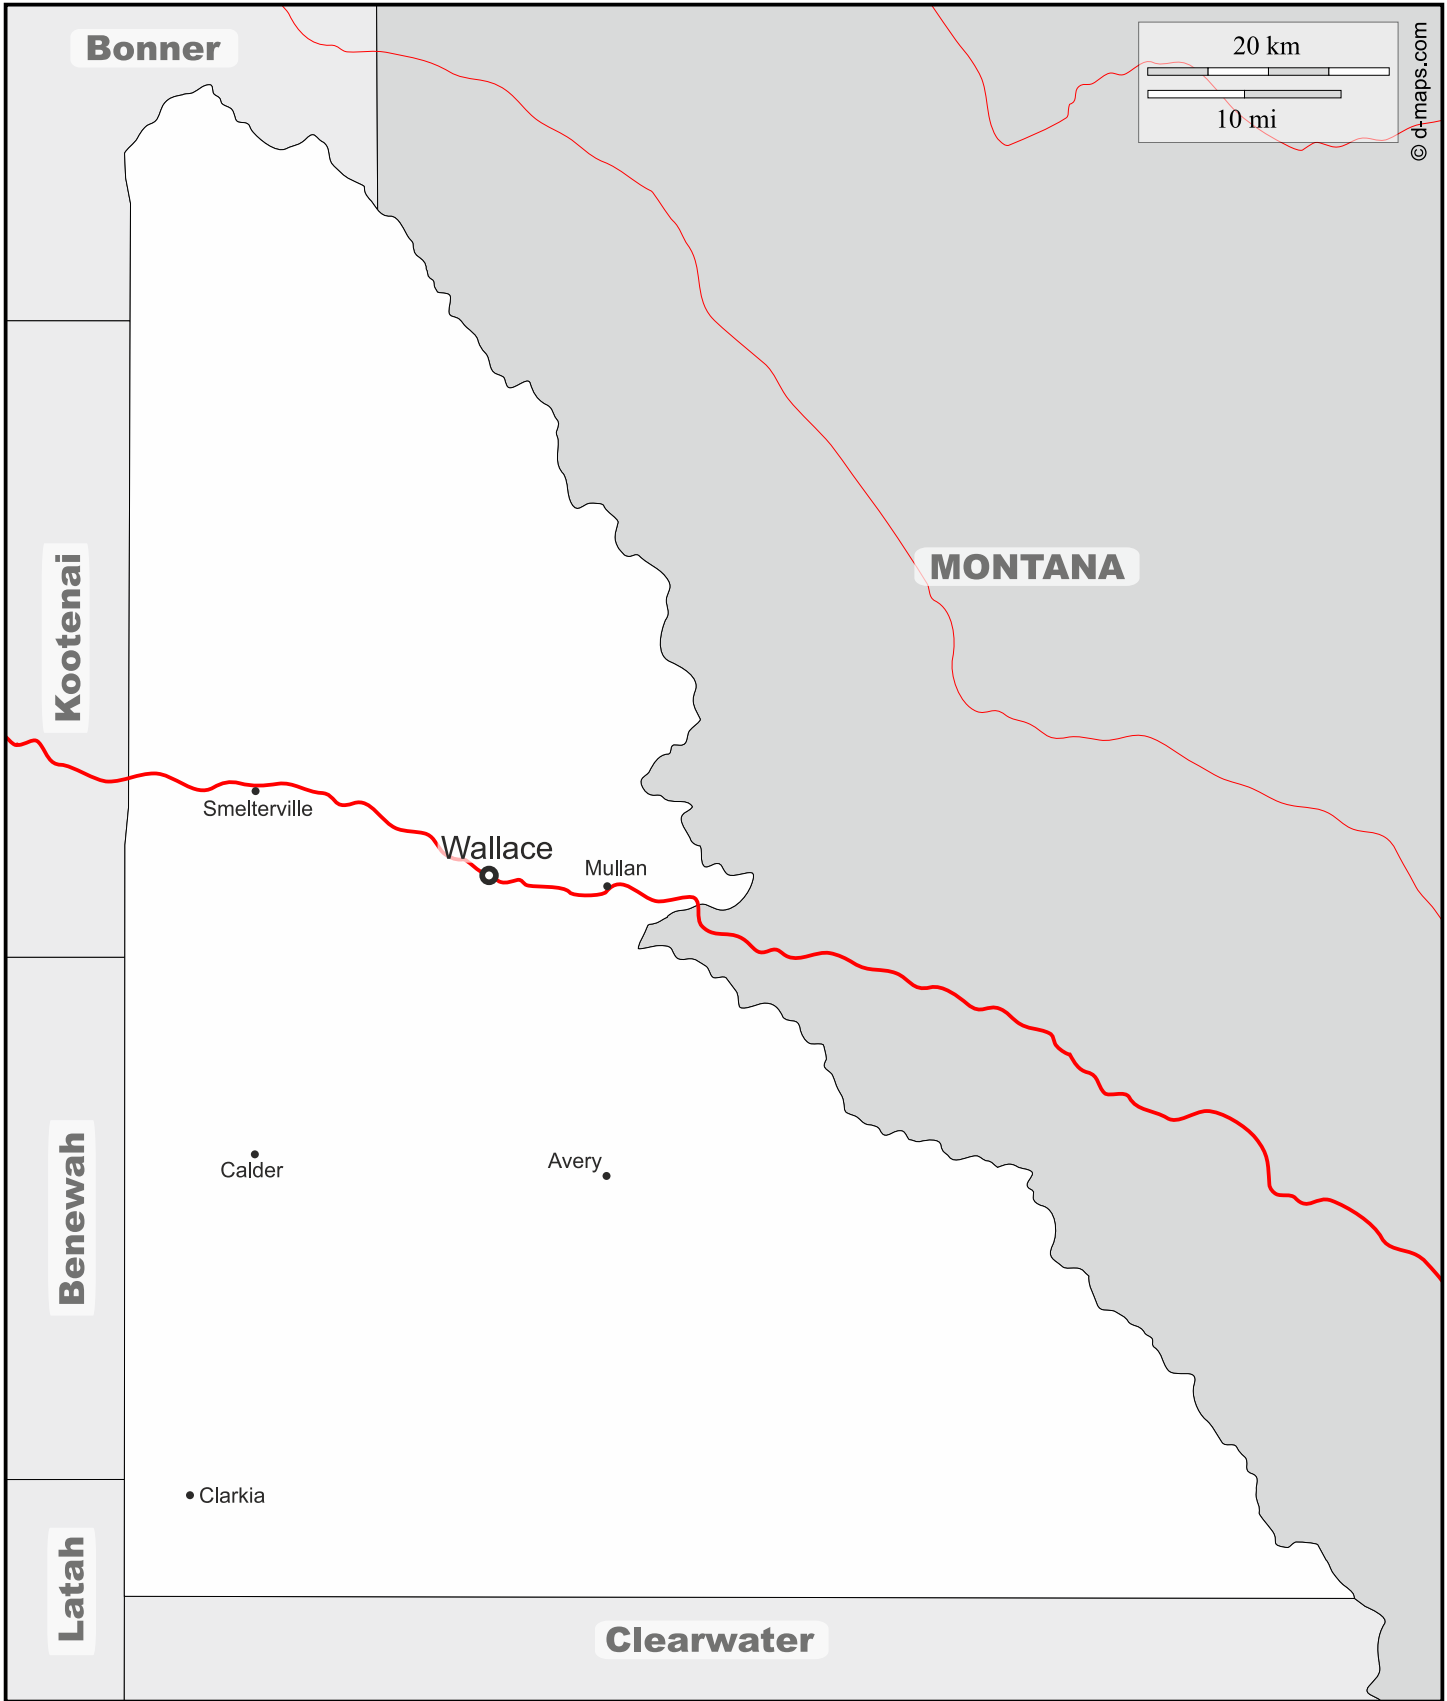 Bonner
20 km
10 mi
© d-maps.com
MONTANA
Kootenai
Smelterville
Wallace
Mullan
Benewah
Calder
Avery
Clarkia
Latah
Clearwater